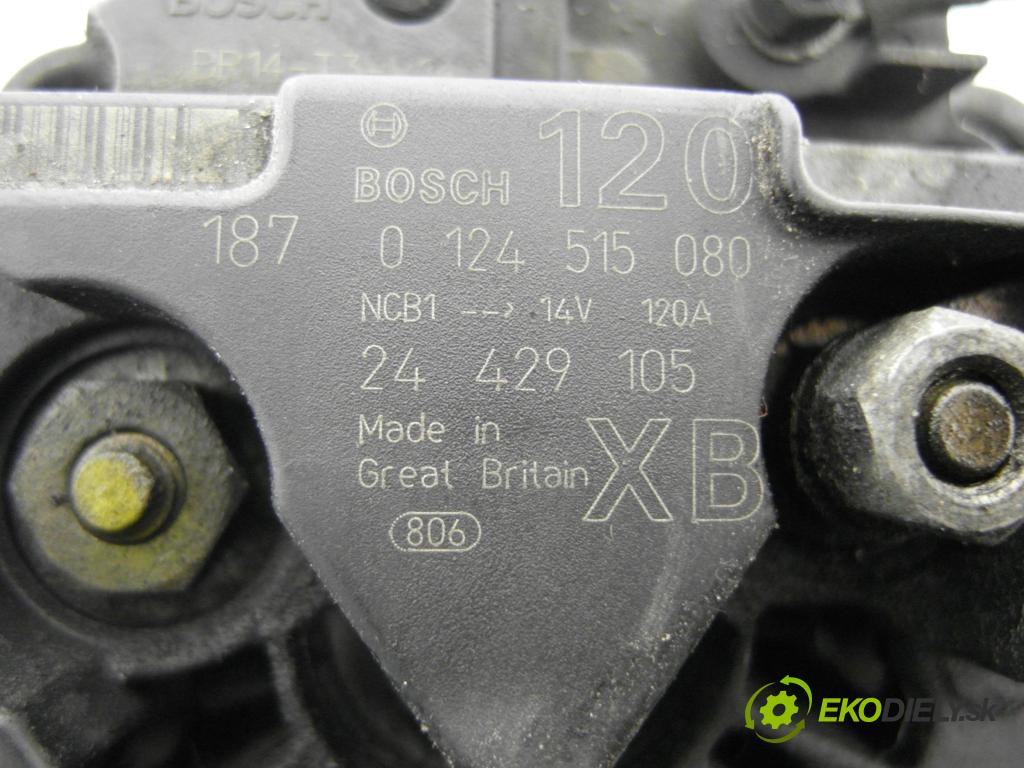 BOSCH
BOSCH 120
187 0 124 515 080
NCB1 --> 14V 120A
24 429 105
Made in
Great Britain XB
806
EKODIELY.sk